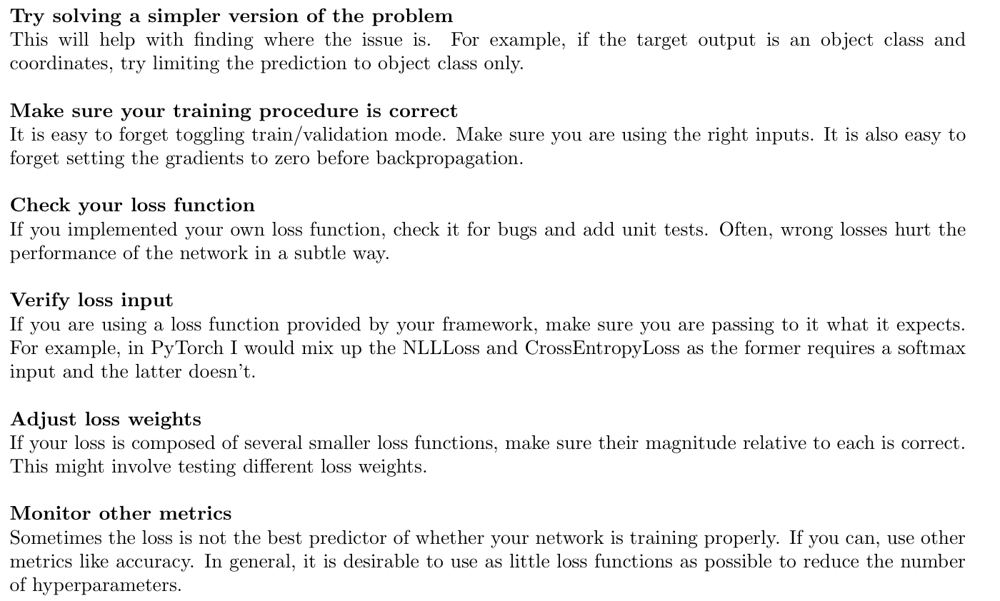 Try solving a simpler version of the problem
This will help with finding where the issue is. For example, if the target output is an object class and
coordinates, try limiting the prediction to object class only.
Make sure your training procedure is correct
It is easy to forget toggling train/validation mode. Make sure you are using the right inputs. It is also easy to
forget setting the gradients to zero before backpropagation.
Check your loss function
If you implemented your own loss function, check it for bugs and add unit tests. Often, wrong losses hurt the
performance of the network in a subtle way.
Verify loss input
If you are using a loss function provided by your framework, make sure you are passing to it what it expects.
For example, in PyTorch I would mix up the NLLLoss and CrossEntropyLoss as the former requires a softmax
input and the latter doesn't.
Adjust loss weights
If your loss is composed of several smaller loss functions, make sure their magnitude relative to each is correct.
This might involve testing different loss weights.
Monitor other metrics
Sometimes the loss is not the best predictor of whether your network is training properly. If you can, use other
metrics like accuracy. In general, it is desirable to use as little loss functions as possible to reduce the number
of hyperparameters.